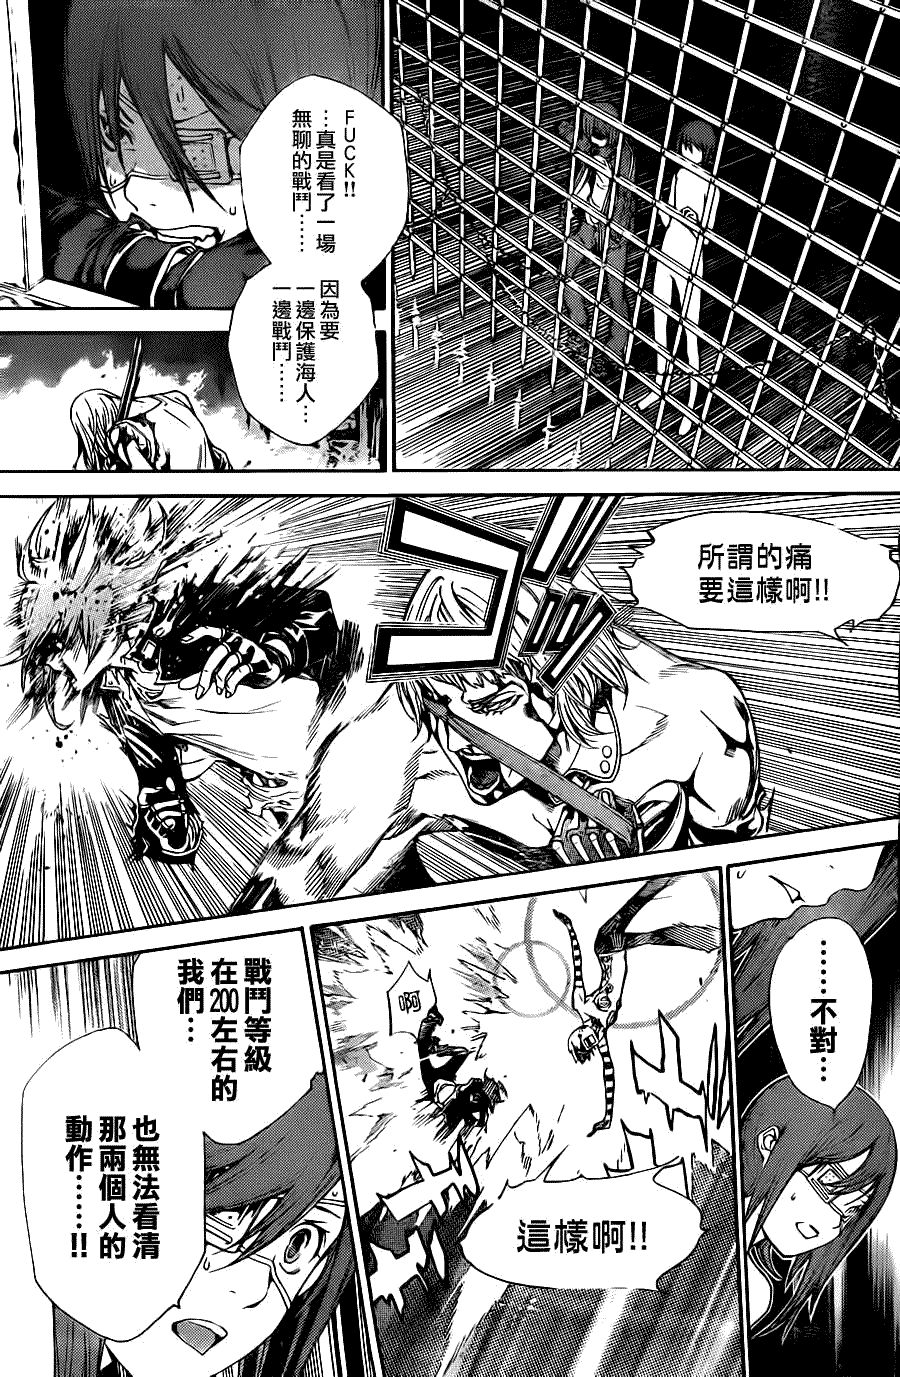 FUCK!!
…真是看了一場
無聊的戰鬥……
因為要
一邊保護海人…
一邊戰鬥……
所謂的痛
要這樣啊!!
……不對…
啊
這樣啊!!
戰鬥等級
在200左右的
我們…
也無法看清
那兩個人的
動作……!!